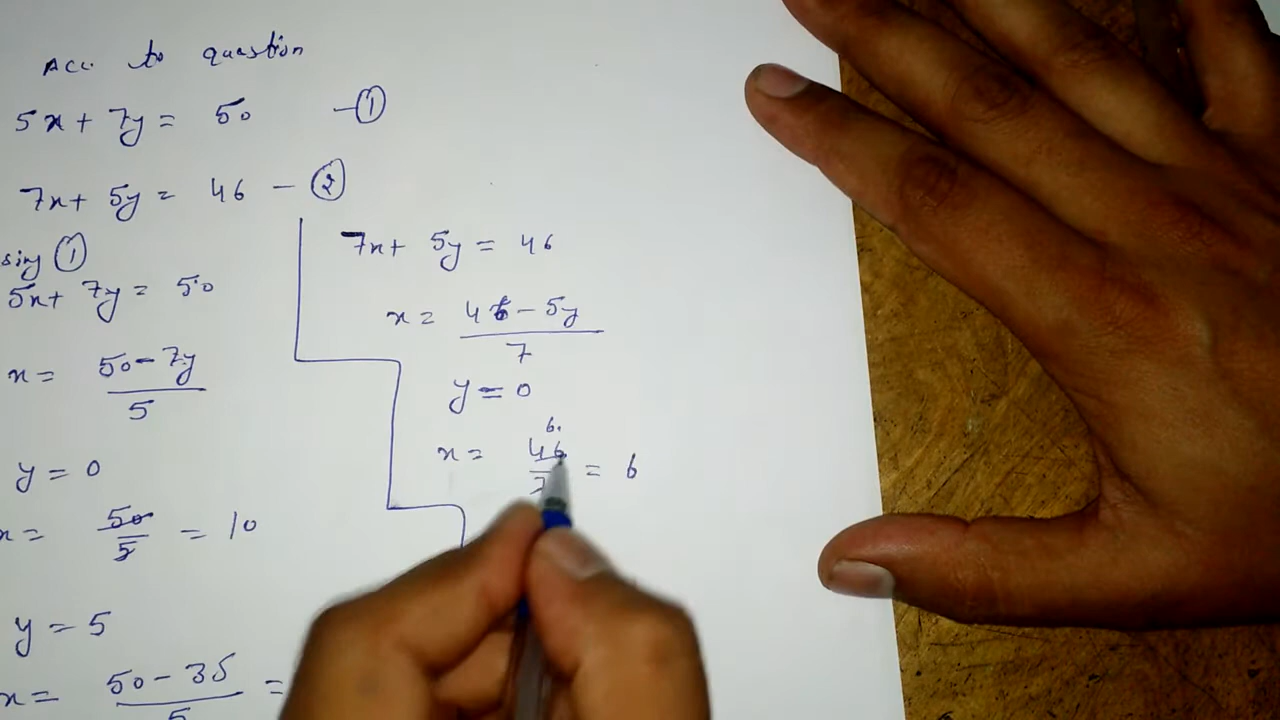 Acc. to question
5x + 7y = 50 — ①
7x + 5y = 46 — ②
sing ①
5x + 7y = 50
x = 50 - 7y
5
y = 0
x = 50
5
= 10
y = 5
x = 50 - 35
5
=
7x + 5y = 46
x = 46 - 5y
7
y = 0
6.
x = 46
7
= 6